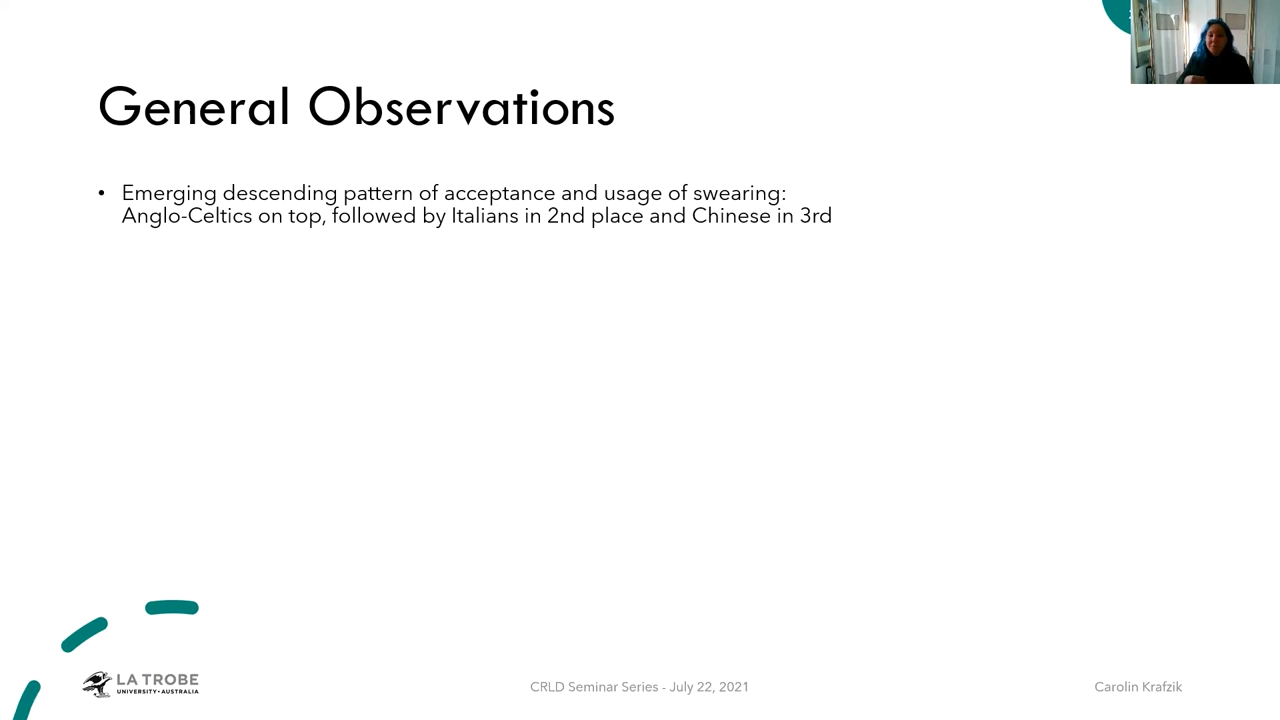 General Observations
• Emerging descending pattern of acceptance and usage of swearing:
Anglo-Celtics on top, followed by Italians in 2nd place and Chinese in 3rd
LA TROBE
UNIVERSITY • AUSTRALIA
CRLD Seminar Series - July 22, 2021
Carolin Krafzik